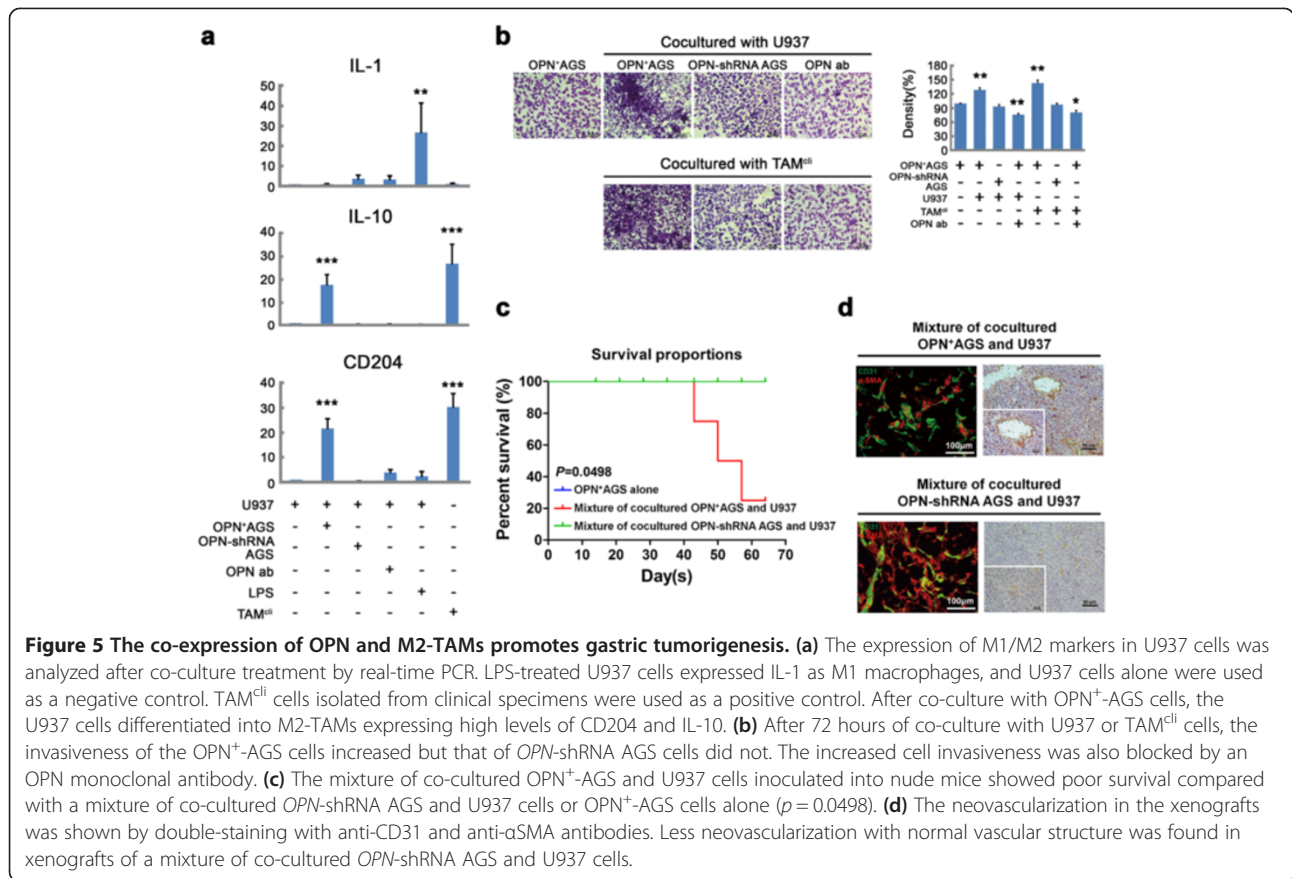 a
IL-1
**
50
40
30
20
10
0
IL-10
***
***
40
30
20
10
0
CD204
***
***
40
30
20
10
0
U937 + + + + + -
OPN⁺AGS - + - - - -
OPN-shRNA AGS - - + - - -
OPN ab - - - + - -
LPS - - - - + -
TAMᶜˡⁱ - - - - - +
b
Cocultured with U937
OPN⁺AGS OPN⁺AGS OPN-shRNA AGS OPN ab
Cocultured with TAMᶜˡⁱ
Density(%)
180
150
120
90
60
30
0
** ** ** *
OPN⁺AGS + + - + + - +
OPN-shRNA AGS - - + - - + -
U937 - + + + - - -
TAMᶜˡⁱ - - - - + + +
OPN ab - - - + - - +
c
Survival proportions
Percent survival (%)
100
80
60
40
20
0
P=0.0498
OPN⁺AGS alone
Mixture of cocultured OPN⁺AGS and U937
Mixture of cocultured OPN-shRNA AGS and U937
0 10 20 30 40 50 60 70
Day(s)
d
Mixture of cocultured
OPN⁺AGS and U937
CD31
α-SMA
100μm
Mixture of cocultured
OPN-shRNA AGS and U937
100μm
Figure 5 The co-expression of OPN and M2-TAMs promotes gastric tumorigenesis. (a) The expression of M1/M2 markers in U937 cells was
analyzed after co-culture treatment by real-time PCR. LPS-treated U937 cells expressed IL-1 as M1 macrophages, and U937 cells alone were used
as a negative control. TAMᶜˡⁱ cells isolated from clinical specimens were used as a positive control. After co-culture with OPN⁺-AGS cells, the
U937 cells differentiated into M2-TAMs expressing high levels of CD204 and IL-10. (b) After 72 hours of co-culture with U937 or TAMᶜˡⁱ cells, the
invasiveness of the OPN⁺-AGS cells increased but that of OPN-shRNA AGS cells did not. The increased cell invasiveness was also blocked by an
OPN monoclonal antibody. (c) The mixture of co-cultured OPN⁺-AGS and U937 cells inoculated into nude mice showed poor survival compared
with a mixture of co-cultured OPN-shRNA AGS and U937 cells or OPN⁺-AGS cells alone (p = 0.0498). (d) The neovascularization in the xenografts
was shown by double-staining with anti-CD31 and anti-αSMA antibodies. Less neovascularization with normal vascular structure was found in
xenografts of a mixture of co-cultured OPN-shRNA AGS and U937 cells.